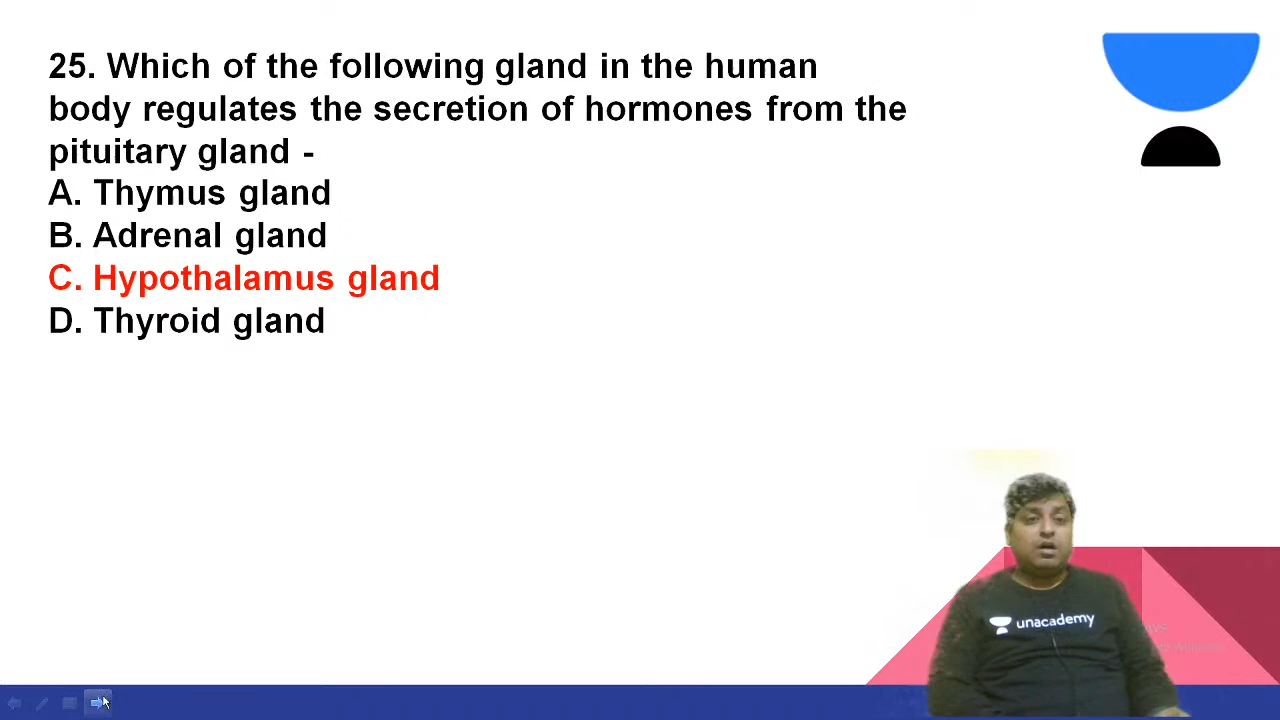 25. Which of the following gland in the human
body regulates the secretion of hormones from the
pituitary gland -
A. Thymus gland
B. Adrenal gland
C. Hypothalamus gland
D. Thyroid gland
unacademy